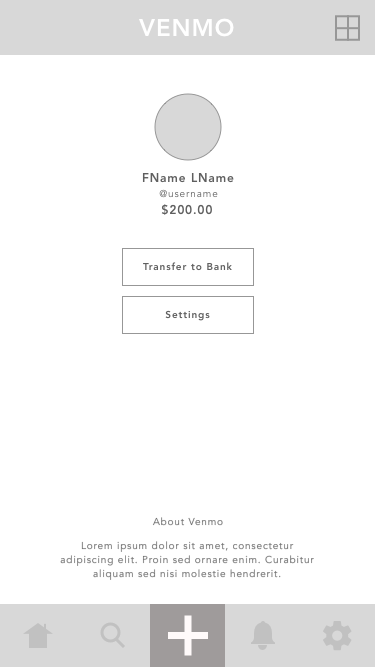 VENMO
FName LName
@username
$200.00
Transfer to Bank
Settings
About Venmo
Lorem ipsum dolor sit amet, consectetur
adipiscing elit. Proin sed ornare enim. Curabitur
aliquam sed nisi molestie hendrerit.